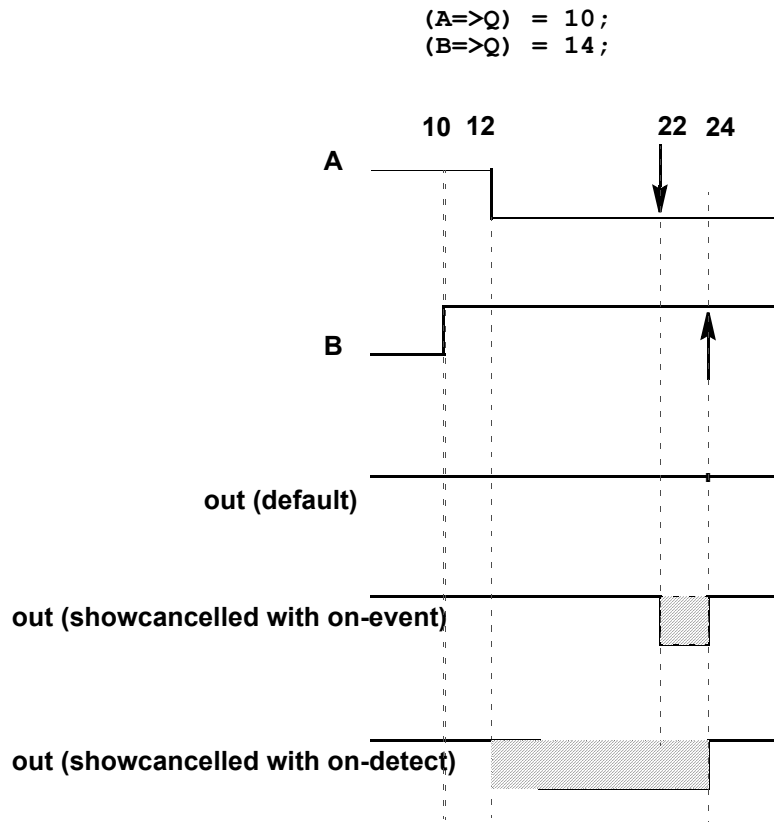 (A=>Q) = 10;
(B=>Q) = 14;
10 12 22 24
A
B
out (default)
out (showcancelled with on-event)
out (showcancelled with on-detect)